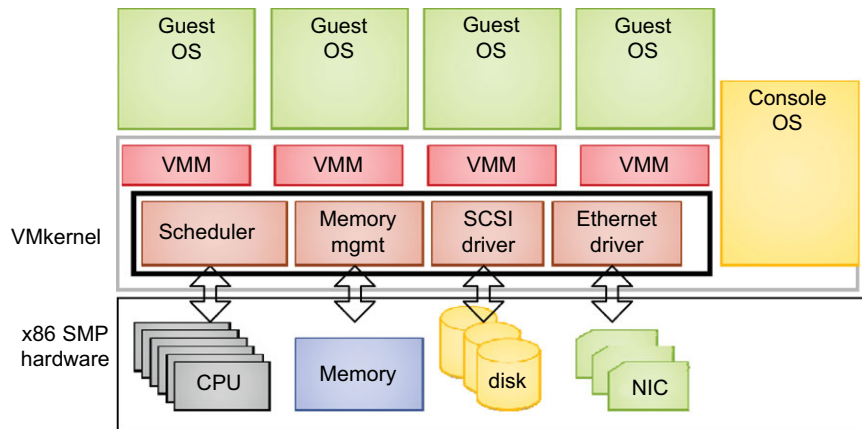 Guest
OS
Guest
OS
Guest
OS
Guest
OS
Console
OS
VMM
VMM
VMM
VMM
VMkernel
Scheduler
Memory
mgmt
SCSI
driver
Ethernet
driver
x86 SMP
hardware
CPU
Memory
disk
NIC